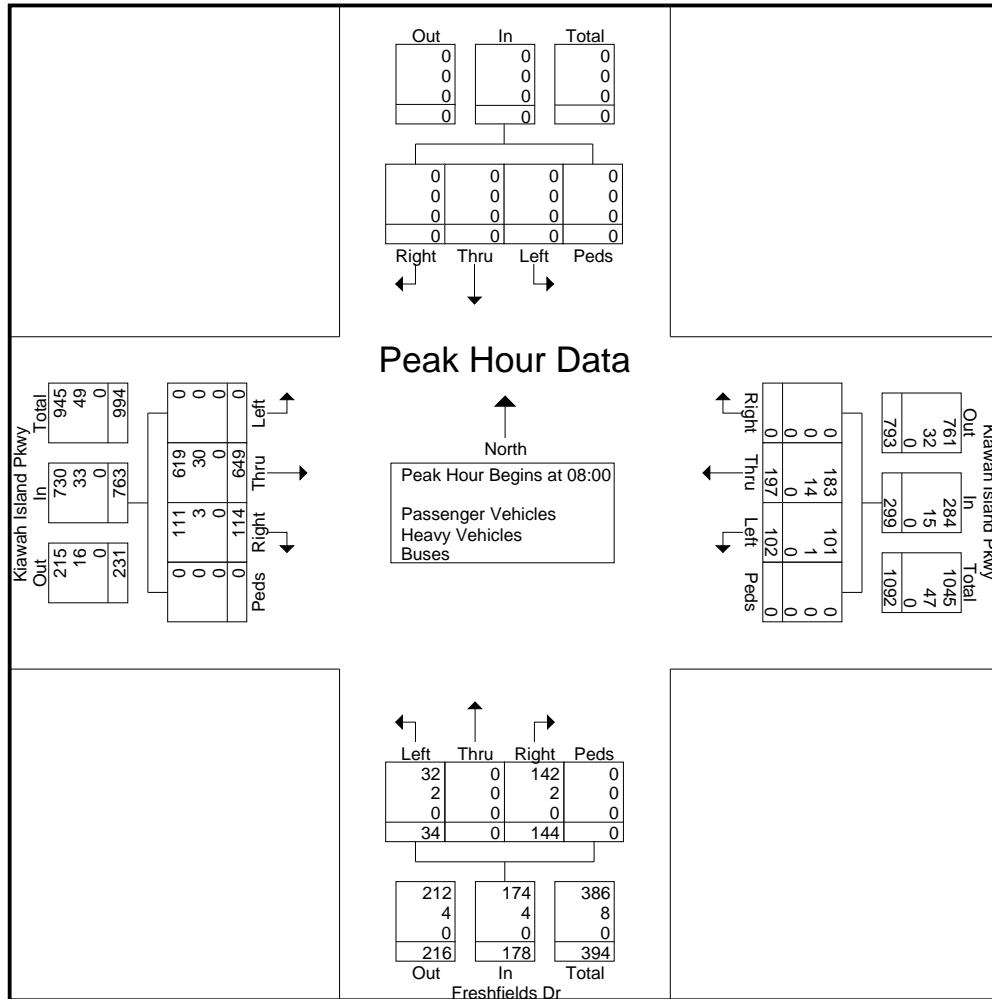 Out In Total
0 0 0
0 0 0
0 0 0
0 0 0
0 0 0 0
0 0 0 0
0 0 0 0
0 0 0 0
Right Thru Left Peds
Peak Hour Data
North
Peak Hour Begins at 08:00
Passenger Vehicles
Heavy Vehicles
Buses
Kiawah Island Pkwy
Out In Total
215 730 945
16 33 49
0 0 0
231 763 994
Peds Right Thru Left
0 111 619 0
0 3 30 0
0 0 0 0
0 114 649 0
Kiawah Island Pkwy
Out In Total
761 284 1045
32 15 47
0 0 0
793 299 1092
0 183 101 0
0 14 1 0
0 0 0 0
0 197 102 0
Right Thru Left Peds
Left Thru Right Peds
32 0 142 0
2 0 2 0
0 0 0 0
34 0 144 0
212 174 386
4 4 8
0 0 0
216 178 394
Out In Total
Freshfields Dr